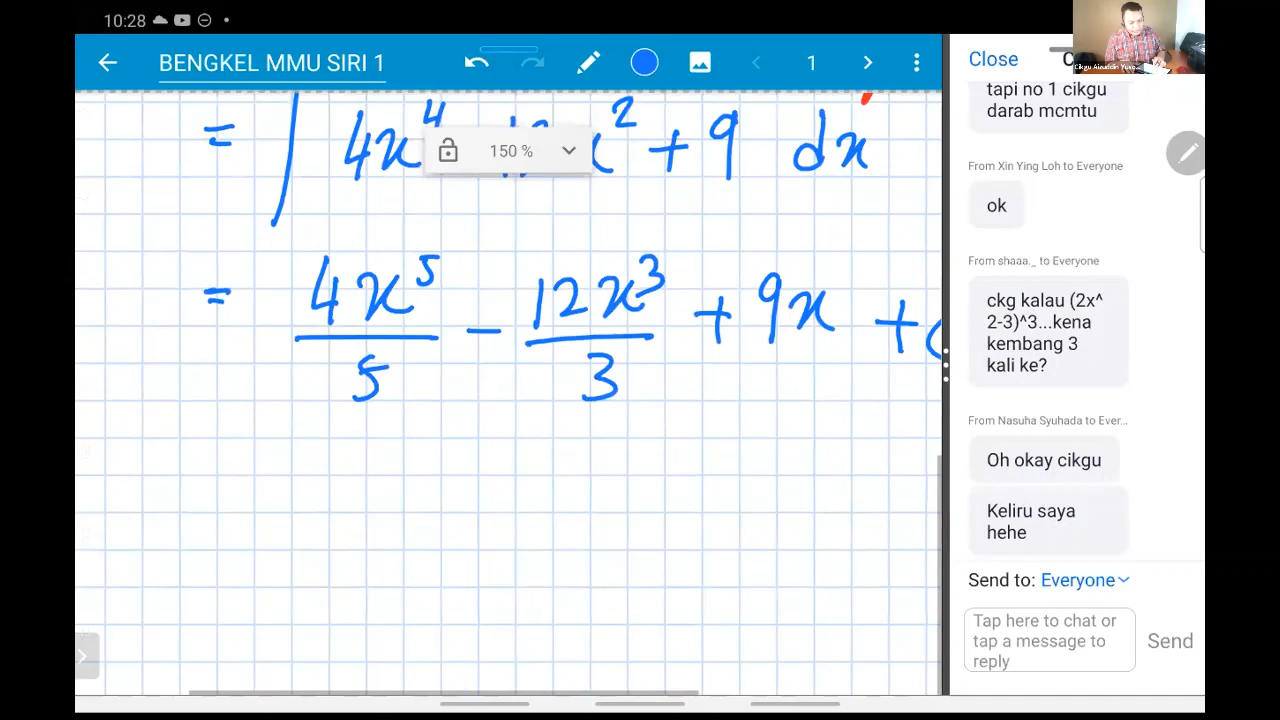 10:28
BENGKEL MMU SIRI 1
1
= ∫ 4x⁴ x² + 9 dx
150 %
= 4x⁵/5 − 12x³/3 + 9x +
Close
Cikgu Aizuddin
tapi no 1 cikgu
darab mcmtu
From Xin Ying Loh to Everyone
ok
From shaaa._ to Everyone
ckg kalau (2x^
2-3)^3...kena
kembang 3
kali ke?
From Nasuha Syuhada to Ever...
Oh okay cikgu
Keliru saya
hehe
Send to: Everyone
Tap here to chat or
tap a message to
reply
Send